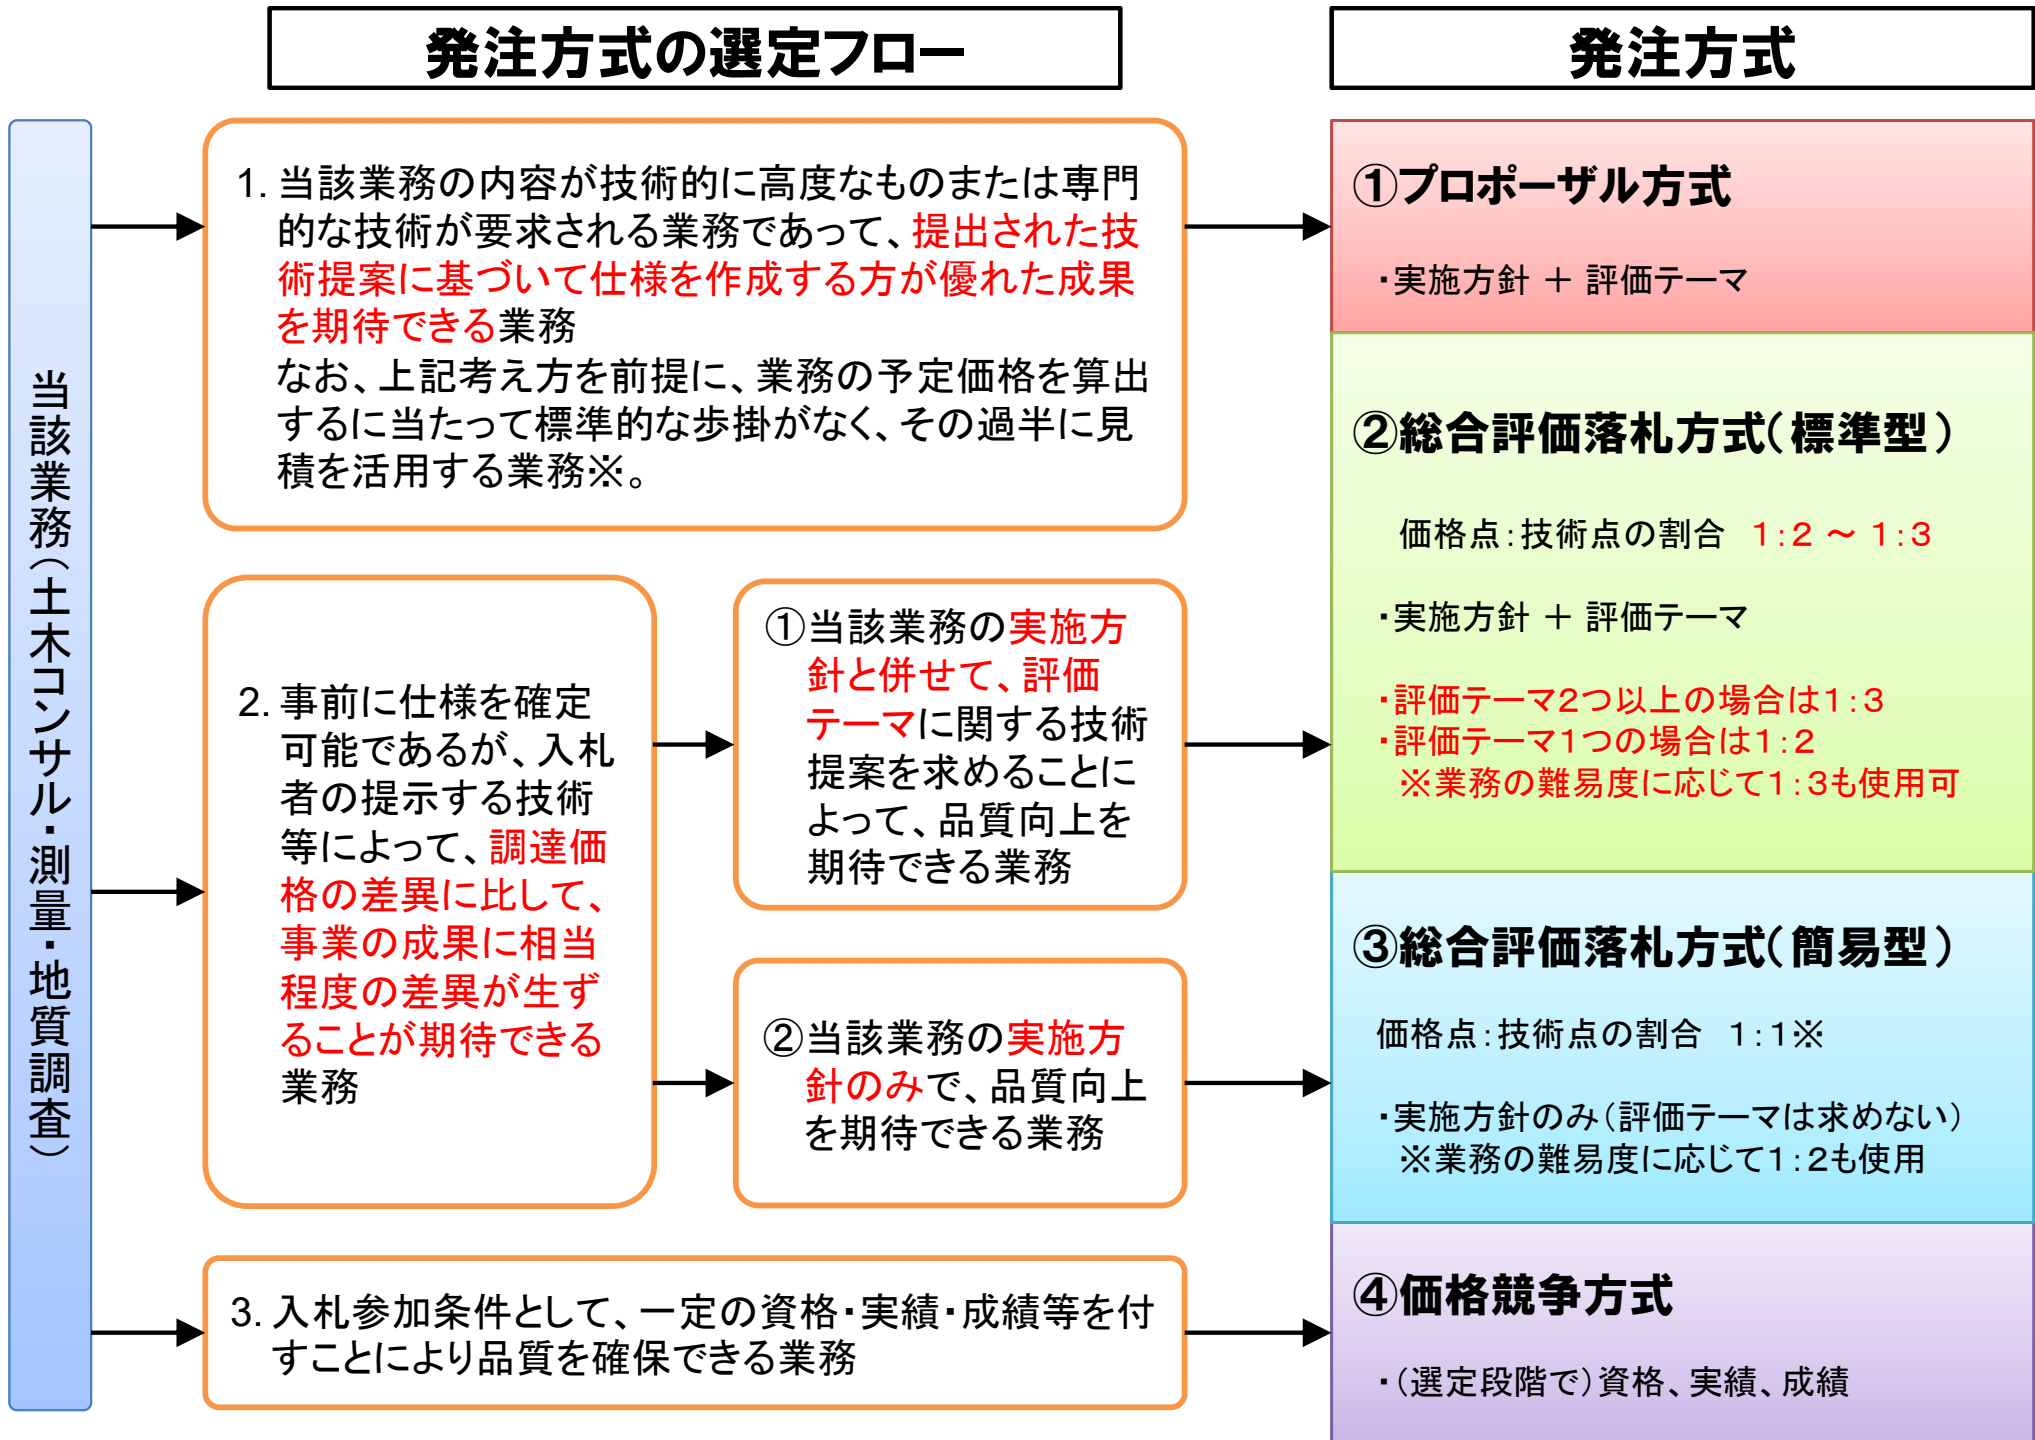 発注方式の選定フロー
発注方式
当該業務（土木コンサル・測量・地質調査）
1. 当該業務の内容が技術的に高度なものまたは専門
的な技術が要求される業務であって、提出された技
術提案に基づいて仕様を作成する方が優れた成果
を期待できる業務
なお、上記考え方を前提に、業務の予定価格を算出
するに当たって標準的な歩掛がなく、その過半に見
積を活用する業務※。
2. 事前に仕様を確定
可能であるが、入札
者の提示する技術
等によって、調達価
格の差異に比して、
事業の成果に相当
程度の差異が生ず
ることが期待できる
業務
①当該業務の実施方
針と併せて、評価
テーマに関する技術
提案を求めることに
よって、品質向上を
期待できる業務
②当該業務の実施方
針のみで、品質向上
を期待できる業務
3. 入札参加条件として、一定の資格・実績・成績等を付
すことにより品質を確保できる業務
①プロポーザル方式
・実施方針 ＋ 評価テーマ
②総合評価落札方式（標準型）
価格点：技術点の割合　１：２ ～ １：３
・実施方針 ＋ 評価テーマ
・評価テーマ２つ以上の場合は１：３
・評価テーマ１つの場合は１：２
※業務の難易度に応じて１：３も使用可
③総合評価落札方式（簡易型）
価格点：技術点の割合　１：１※
・実施方針のみ（評価テーマは求めない）
※業務の難易度に応じて１：２も使用
④価格競争方式
・（選定段階で）資格、実績、成績